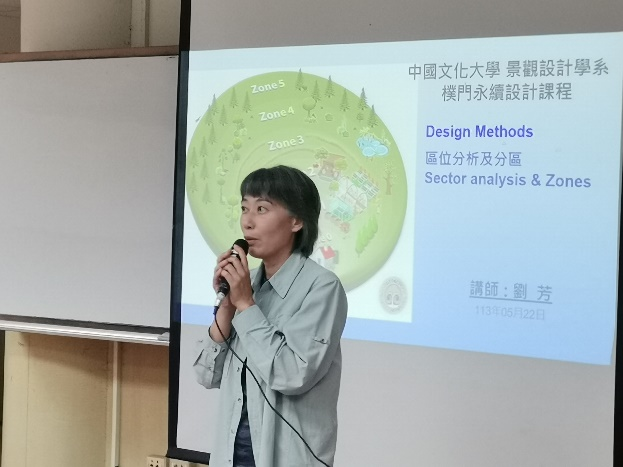 中國文化大學 景觀設計學系
樸門永續設計課程
Zone5
Zone4
Zone3
Design Methods
區位分析及分區
Sector analysis & Zones
講師：劉 芳
113年05月22日